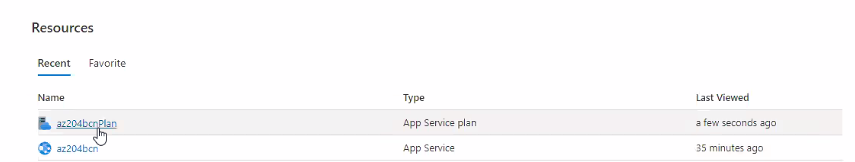 Resources
Recent Favorite
Name Type Last Viewed
az204bcnPlan App Service plan a few seconds ago
az204bcn App Service 35 minutes ago